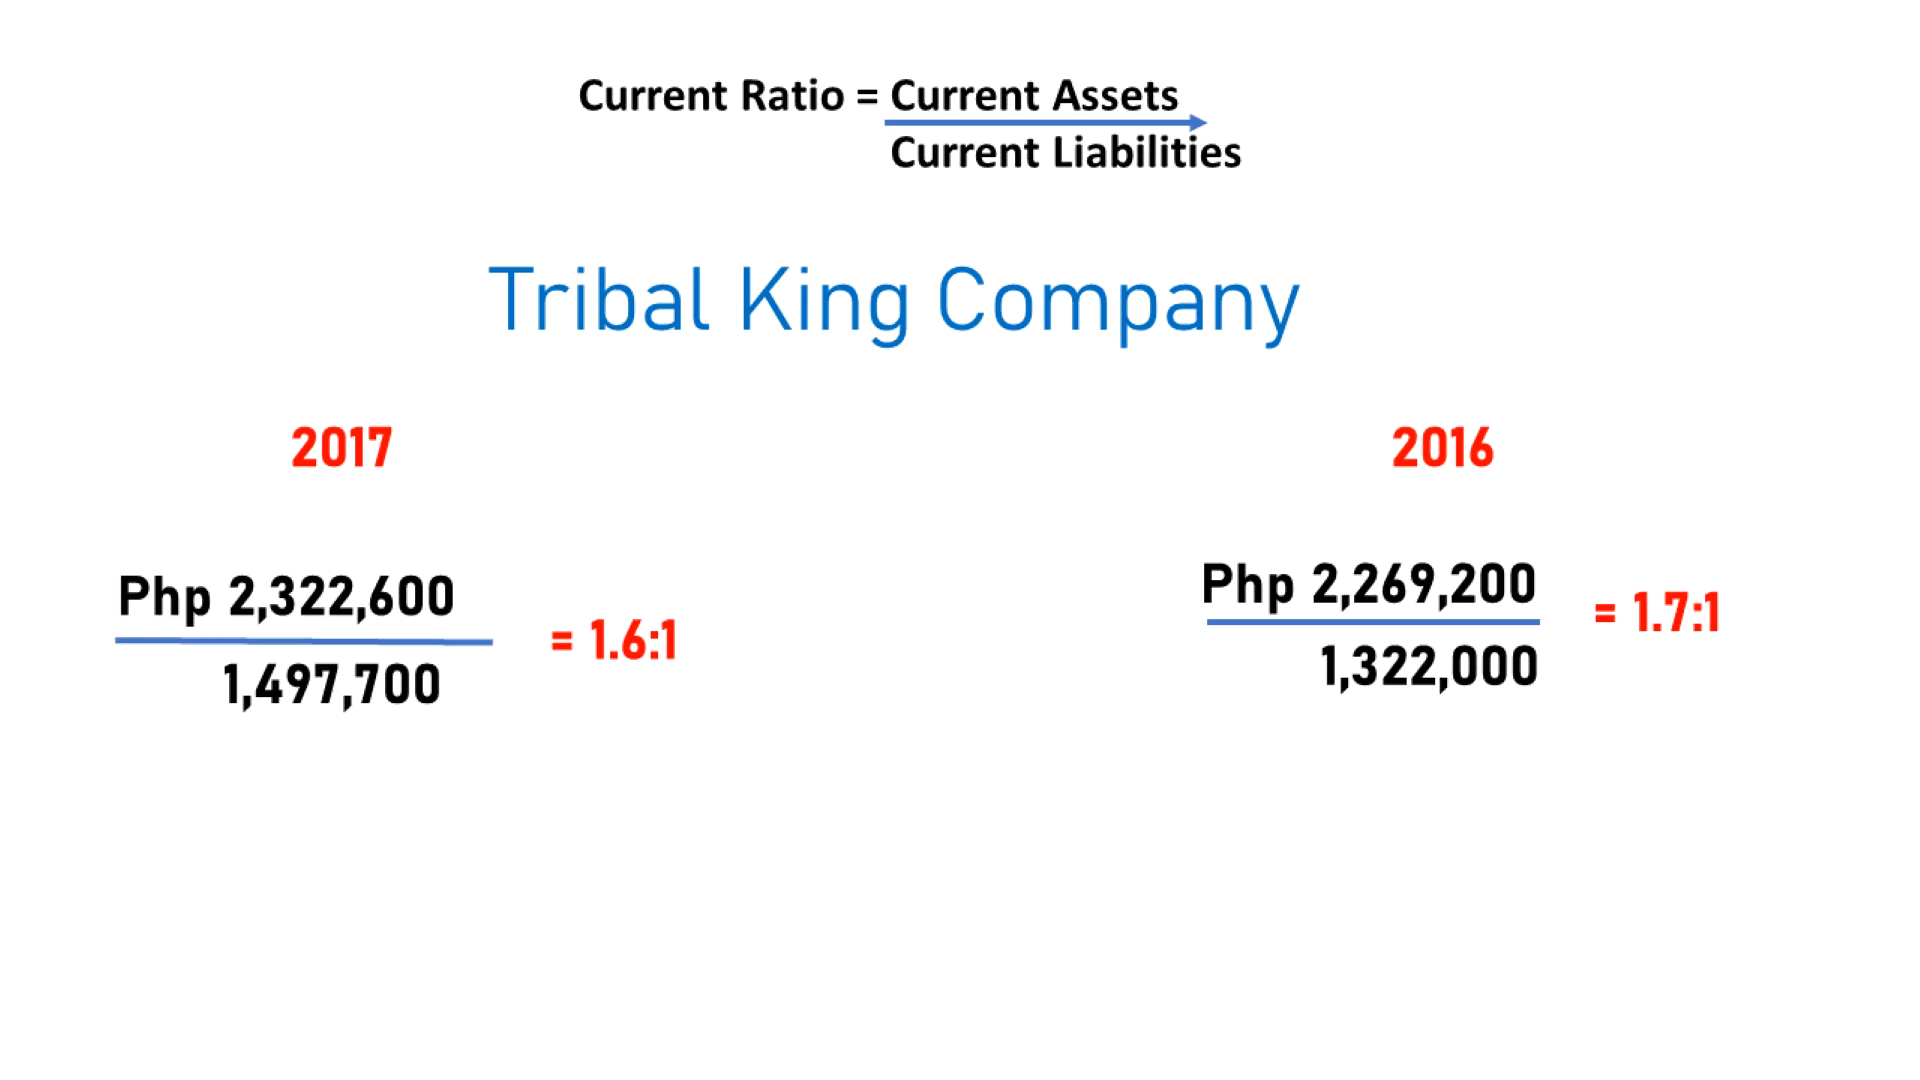 Current Ratio = Current Assets
Current Liabilities
Tribal King Company
2017
Php 2,322,600
1,497,700
= 1.6:1
2016
Php 2,269,200
1,322,000
= 1.7:1